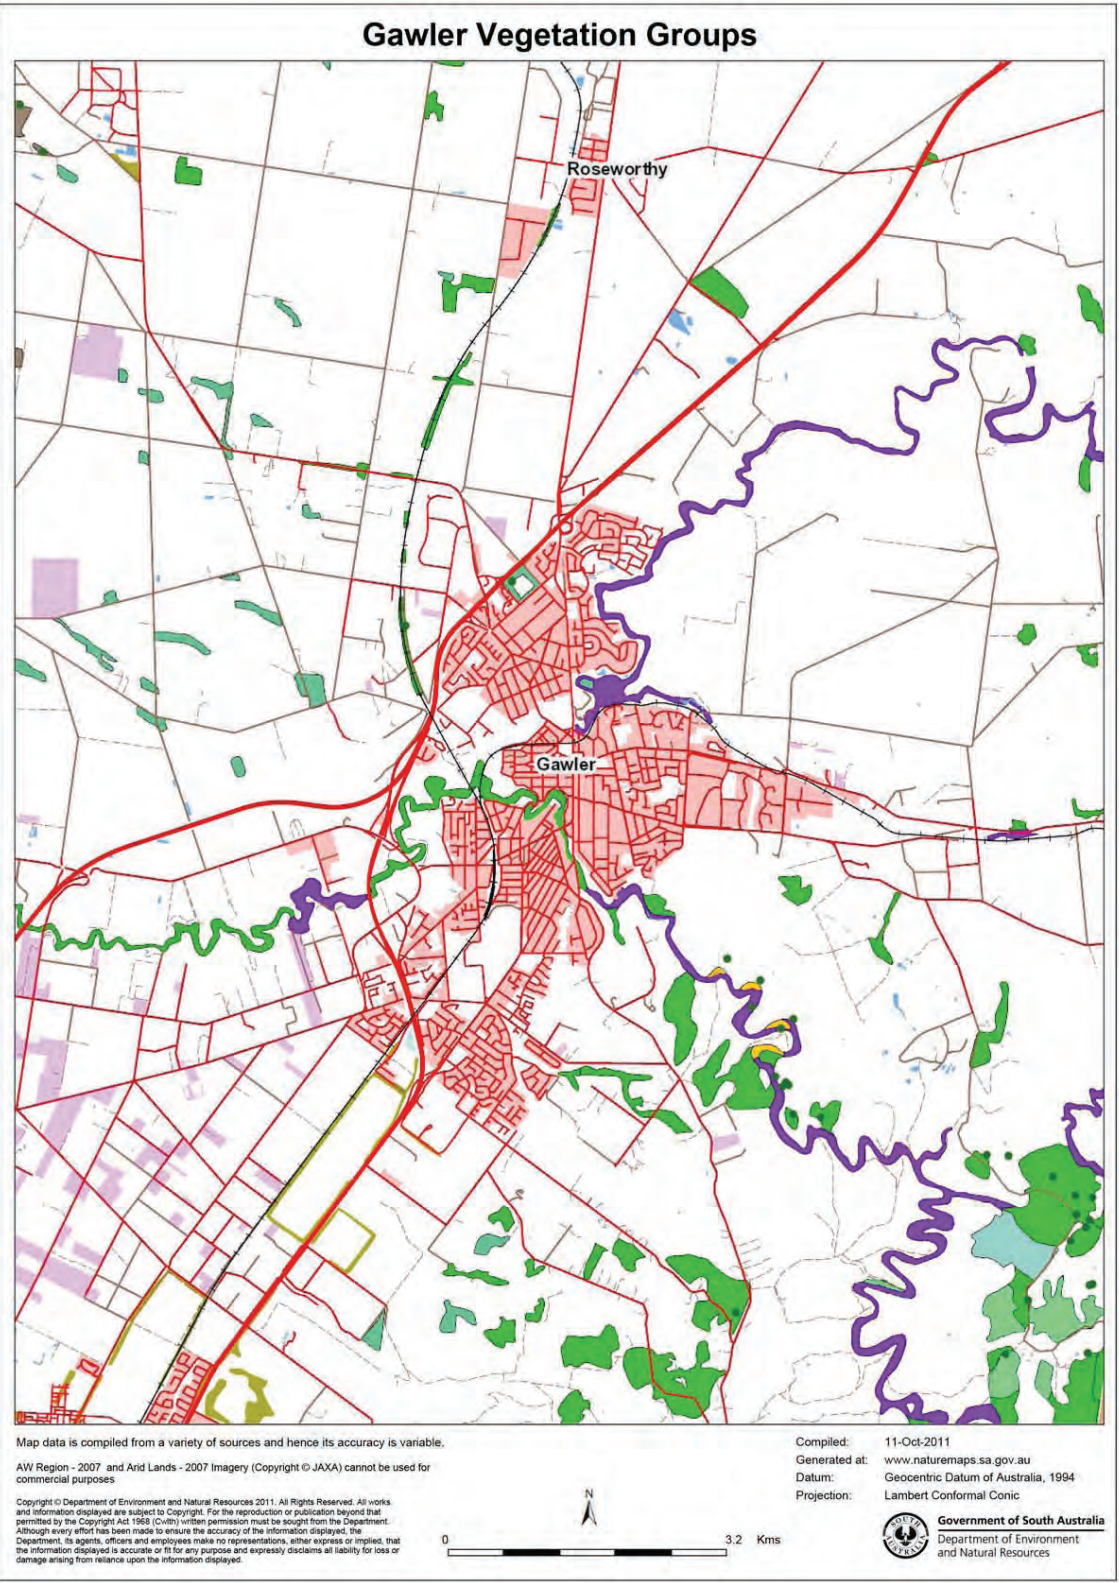 Gawler Vegetation Groups
Roseworthy
Gawler
Map data is compiled from a variety of sources and hence its accuracy is variable.
AW Region - 2007 and Arid Lands - 2007 Imagery (Copyright © JAXA) cannot be used for
commercial purposes
Copyright © Department of Environment and Natural Resources 2011. All Rights Reserved. All works
and information displayed are subject to Copyright. For the reproduction or publication beyond that
permitted by the Copyright Act 1968 (Cwlth) written permission must be sought from the Department.
Although every effort has been made to ensure the accuracy of the information displayed, the
Department, its agents, officers and employees make no representations, either express or implied, that
the information displayed is accurate or fit for any purpose and expressly disclaims all liability for loss or
damage arising from reliance upon the information displayed.
N
0 3.2 Kms
Compiled: 11-Oct-2011
Generated at: www.naturemaps.sa.gov.au
Datum: Geocentric Datum of Australia, 1994
Projection: Lambert Conformal Conic
SOUTH AUSTRALIA
Government of South Australia
Department of Environment
and Natural Resources